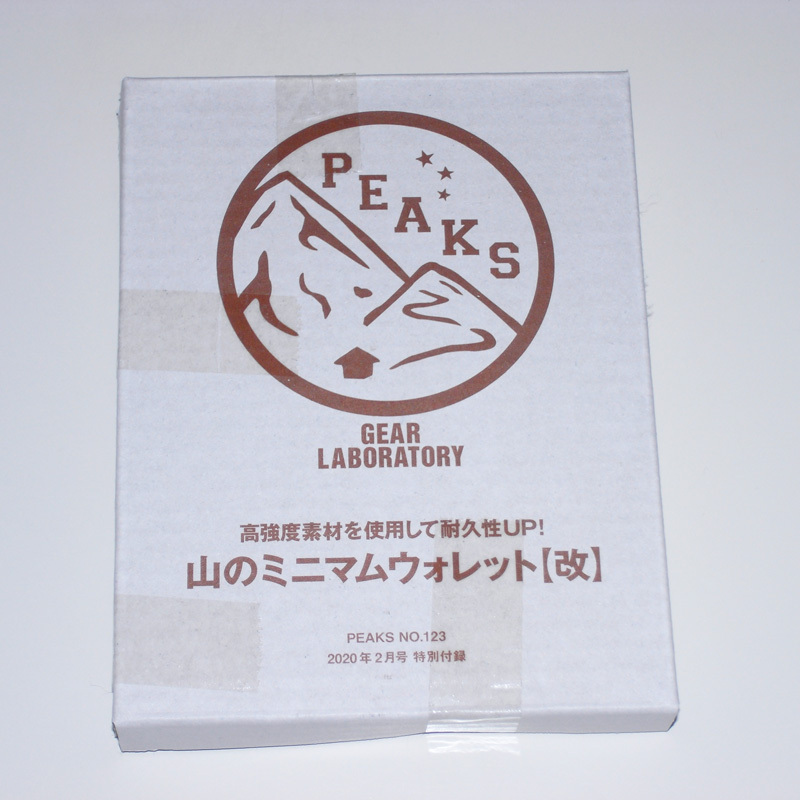 PEAKS
GEAR
LABORATORY
高強度素材を使用して耐久性UP!
山のミニマムウォレット【改】
PEAKS NO.123
2020年2月号 特別付録